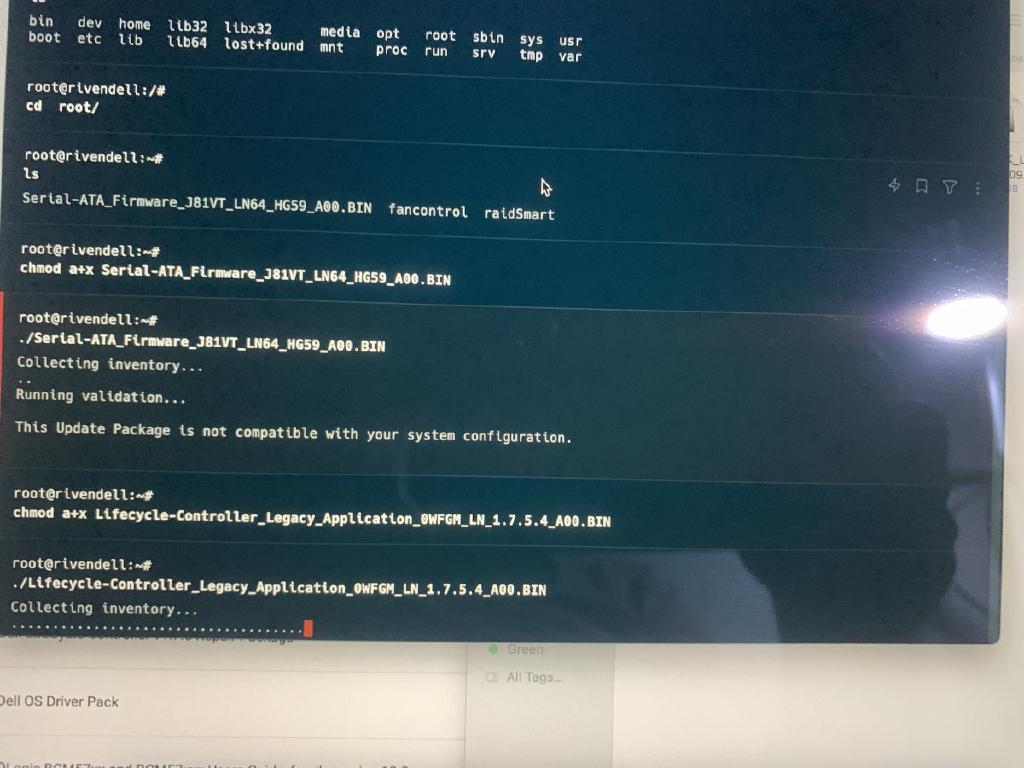 bin dev home lib32 libx32 media opt root sbin sys usr
boot etc lib lib64 lost+found mnt proc run srv tmp var
root@rivendell:/#
cd root/
root@rivendell:~#
ls
Serial-ATA_Firmware_J81VT_LN64_HG59_A00.BIN fancontrol raidSmart
root@rivendell:~#
chmod a+x Serial-ATA_Firmware_J81VT_LN64_HG59_A00.BIN
root@rivendell:~#
./Serial-ATA_Firmware_J81VT_LN64_HG59_A00.BIN
Collecting inventory...
..
Running validation...
This Update Package is not compatible with your system configuration.
root@rivendell:~#
chmod a+x Lifecycle-Controller_Legacy_Application_0WFGM_LN_1.7.5.4_A00.BIN
root@rivendell:~#
./Lifecycle-Controller_Legacy_Application_0WFGM_LN_1.7.5.4_A00.BIN
Collecting inventory...
....................................
Green
All Tags...
Dell OS Driver Pack